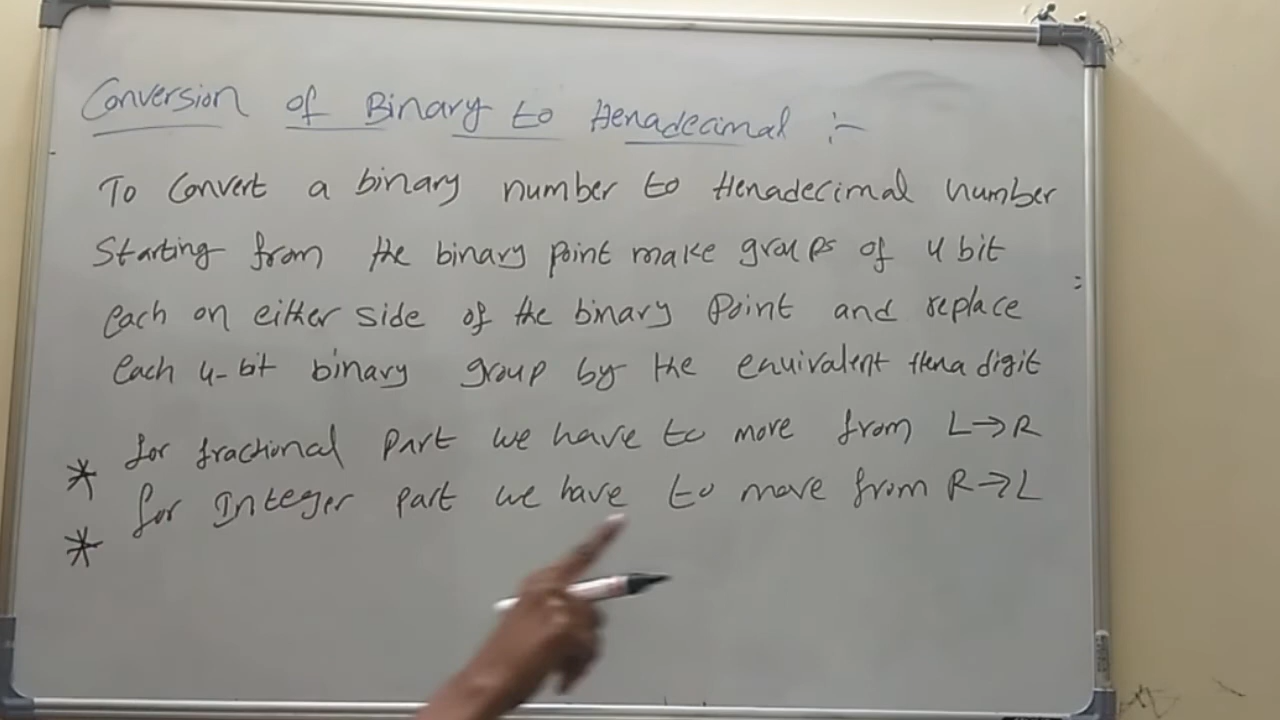 Conversion of Binary to Henadecimal :-
To Convert a binary number to Henadecimal number
Starting from the binary point make groups of 4 bit
each on either side of the binary Point and replace
each 4-bit binary group by the enuivalent Hena digit
* for fractional Part we have to more from L→R
* for Integer part we have to move from R→L